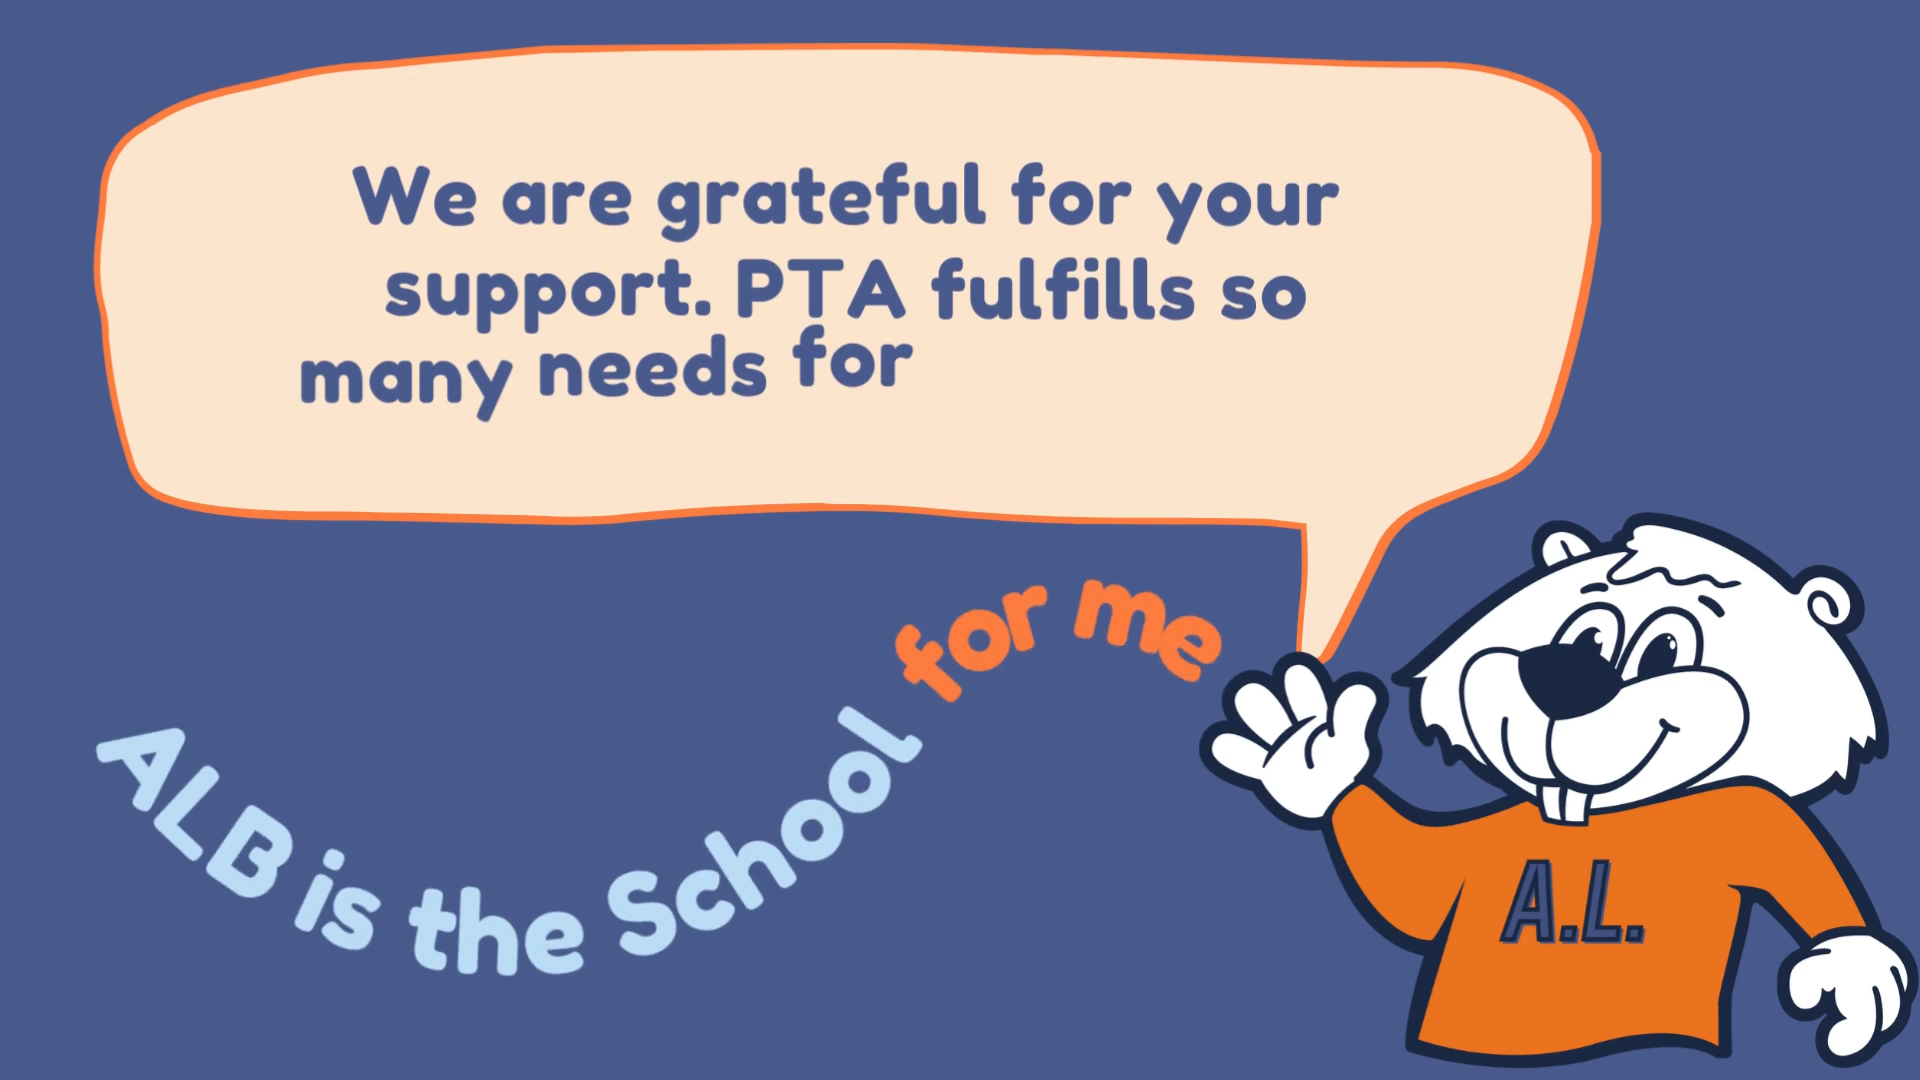 We are grateful for your
support. PTA fulfills so
many needs for
ALB is the School for me
A.L.